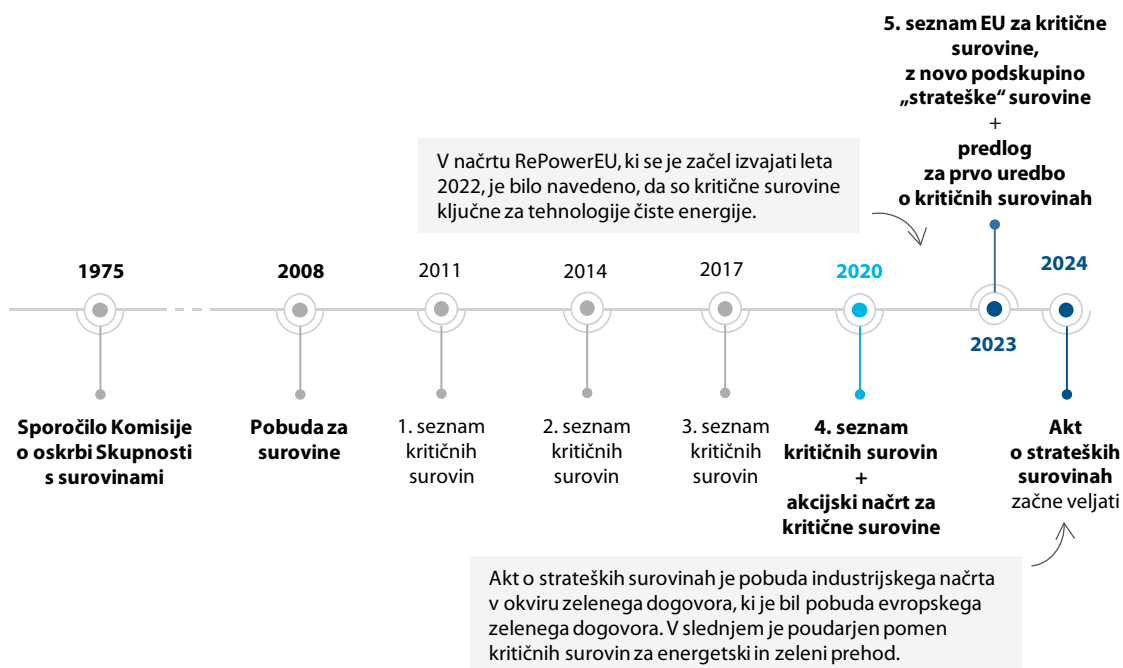 5. seznam EU za kritične
surovine,
z novo podskupino
„strateške“ surovine
+
predlog
za prvo uredbo
o kritičnih surovinah
V načrtu RePowerEU, ki se je začel izvajati leta
2022, je bilo navedeno, da so kritične surovine
ključne za tehnologije čiste energije.
1975
2008
2011
2014
2017
2020
2023
2024
Sporočilo Komisije
o oskrbi Skupnosti
s surovinami
Pobuda za
surovine
1. seznam
kritičnih
surovin
2. seznam
kritičnih
surovin
3. seznam
kritičnih
surovin
4. seznam
kritičnih surovin
+
akcijski načrt za
kritične surovine
Akt
o strateških
surovinah
začne veljati
Akt o strateških surovinah je pobuda industrijskega načrta
v okviru zelenega dogovora, ki je bil pobuda evropskega
zelenega dogovora. V slednjem je poudarjen pomen
kritičnih surovin za energetski in zeleni prehod.